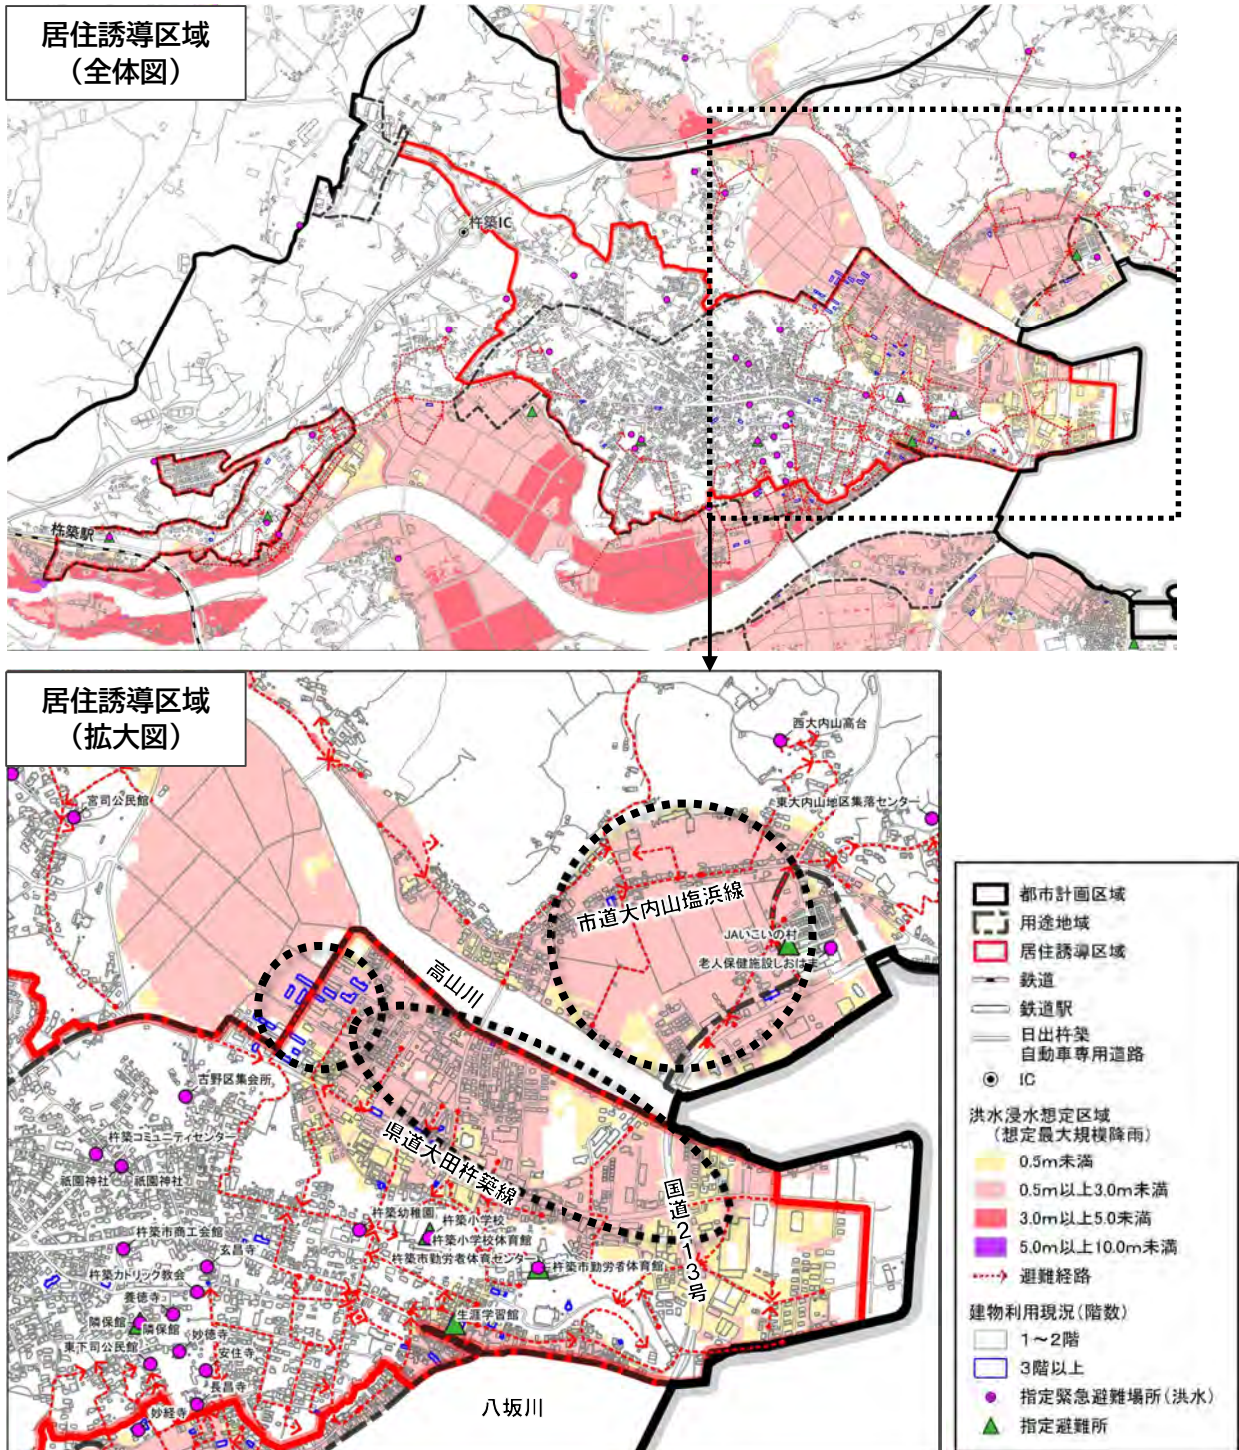 居住誘導区域
（全体図）
杵築IC
杵築駅
居住誘導区域
（拡大図）
西大内山高台
宮司公民館
東大内山地区集落センター
市道大内山塩浜線
JAいこいの村
老人保健施設しおはま
高山川
古野区集会所
杵築コミュニティセンター
祇園神社
祇園神社
県道大田杵築線
国道213号
杵築幼稚園
杵築小学校
杵築小学校体育館
杵築市商工会館
玄昌寺
杵築市勤労者体育センター
杵築市勤労者体育館
杵築カトリック教会
養徳寺
隣保館
隣保館
妙徳寺
生涯学習館
東下司公民館
安住寺
長昌寺
妙経寺
八坂川
都市計画区域
用途地域
居住誘導区域
鉄道
鉄道駅
日出杵築
自動車専用道路
IC
洪水浸水想定区域
（想定最大規模降雨）
0.5m未満
0.5m以上3.0m未満
3.0m以上5.0未満
5.0m以上10.0m未満
避難経路
建物利用現況（階数）
1～2階
3階以上
指定緊急避難場所（洪水）
指定避難所